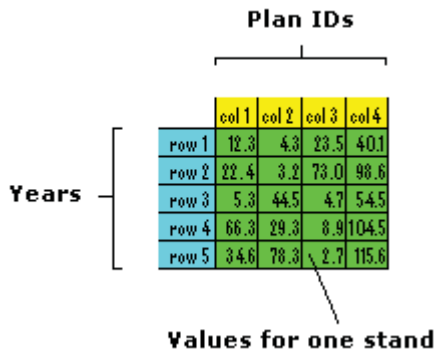 Plan IDs
col 1 col 2 col 3 col 4
row 1 12.3 4.3 23.5 40.1
row 2 22.4 3.2 73.0 98.6
row 3 5.3 44.5 4.7 54.5
Years
row 4 66.3 29.3 8.9 104.5
row 5 34.6 78.3 2.7 115.6
Values for one stand